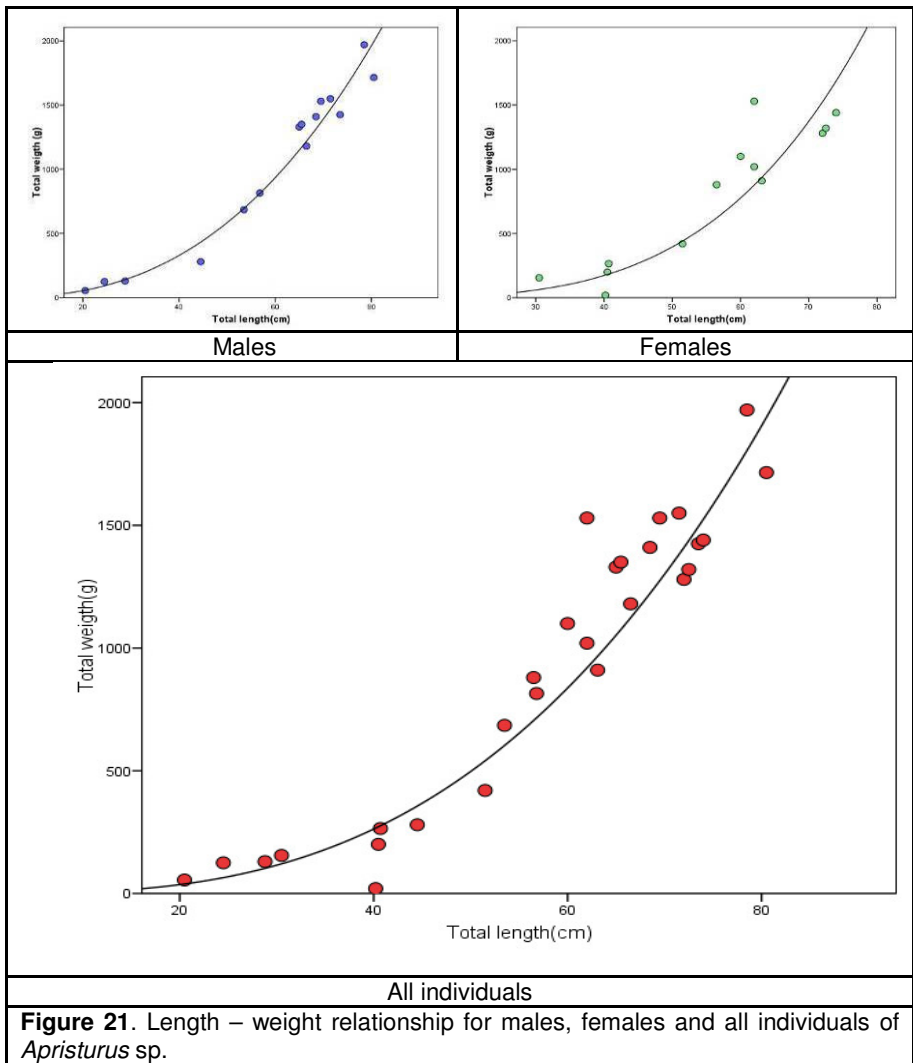 2000
1500
1000
500
0
Total weigth (g)
20 40 60 80
Total length(cm)
Males
2000
1500
1000
500
0
Total weigth (g)
30 40 50 60 70 80
Total length(cm)
Females
2000
1500
1000
500
0
Total weigth(g)
20 40 60 80
Total length(cm)
All individuals
Figure 21. Length – weight relationship for males, females and all individuals of
Apristurus sp.